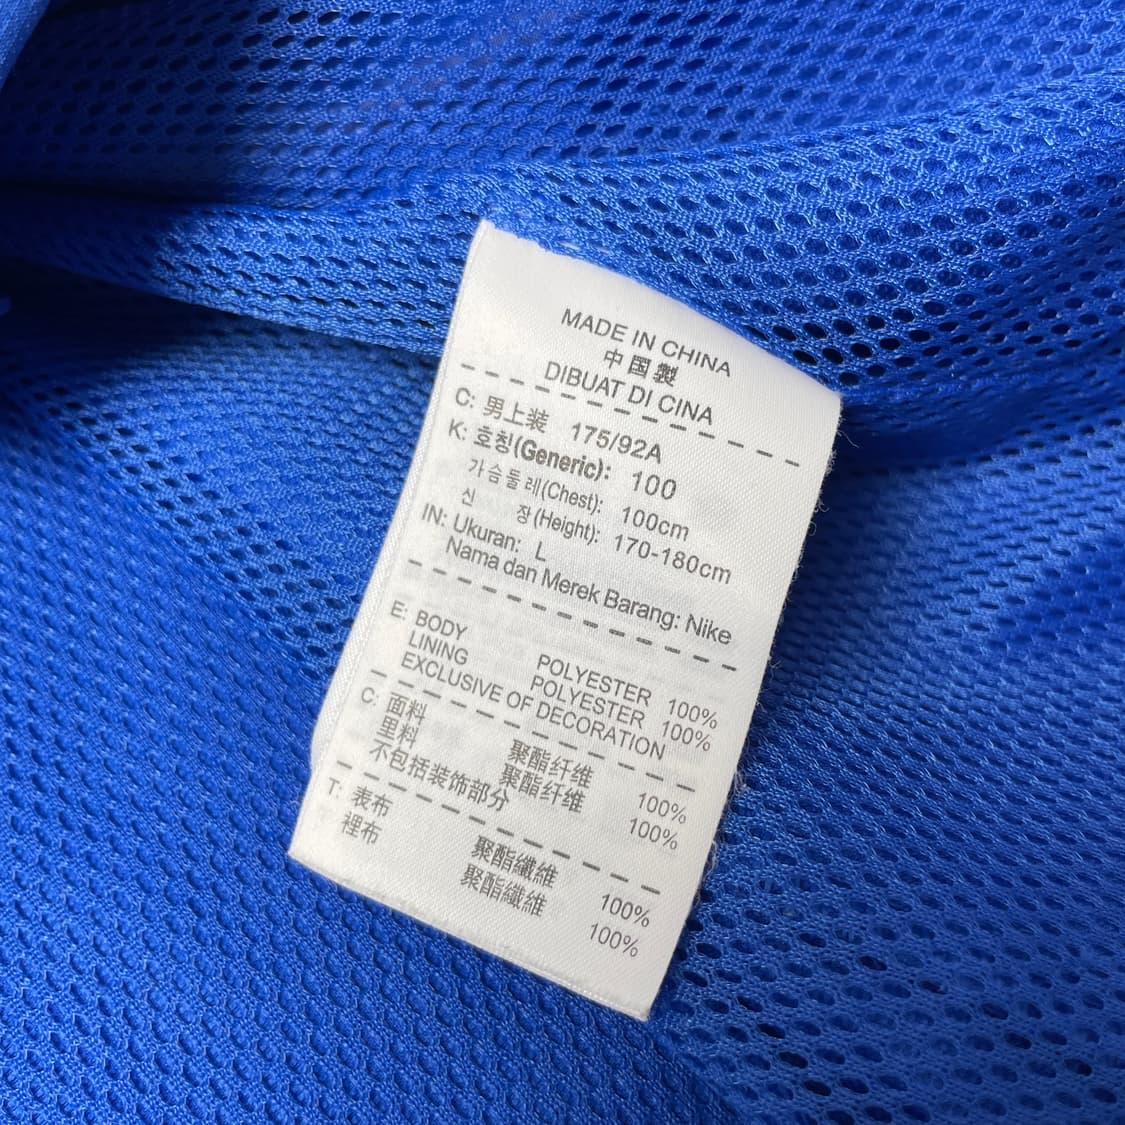 MADE IN CHINA
中国製
DIBUAT DI CINA
C: 男上装 175/92A
K: 호칭(Generic): 100
가슴둘레(Chest): 100cm
신 장(Height): 170-180cm
IN: Ukuran: L
Nama dan Merek Barang: Nike
E: BODY POLYESTER 100%
LINING POLYESTER 100%
EXCLUSIVE OF DECORATION
C: 面料 聚酯纤维 100%
里料 聚酯纤维 100%
不包括装饰部分
T: 表布 聚酯纖維 100%
裡布 聚酯纖維 100%